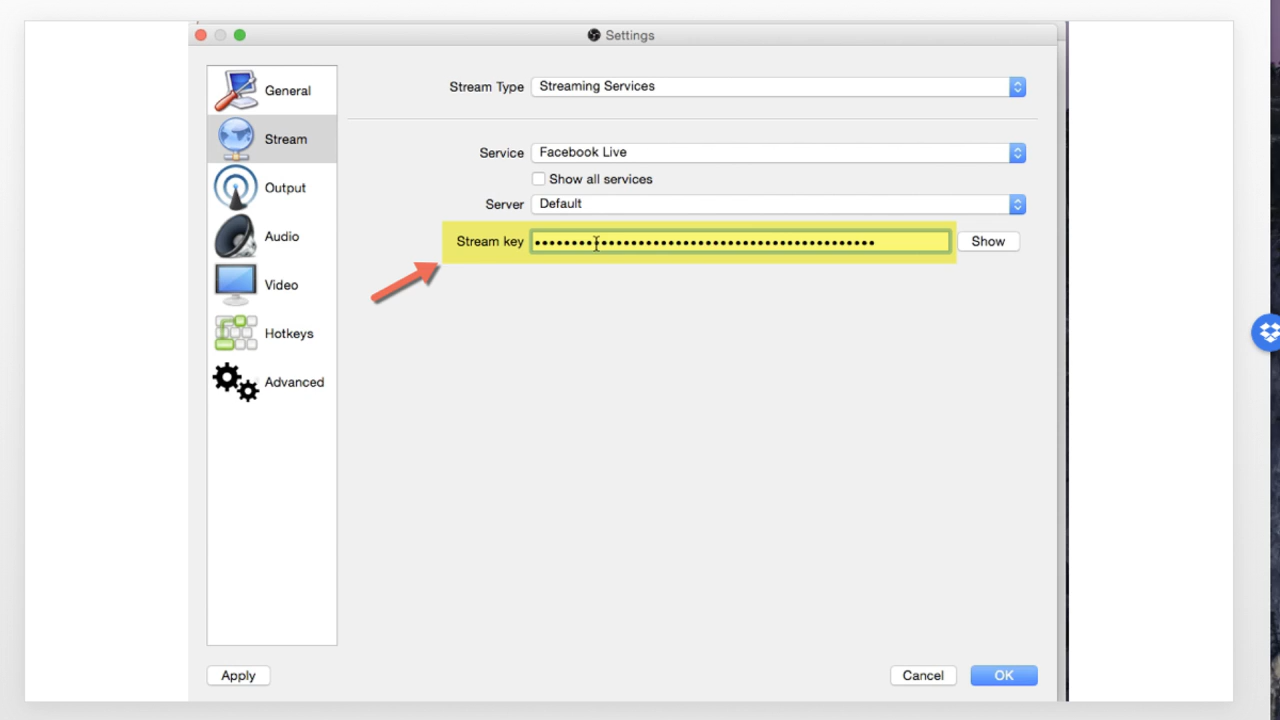 Settings
General
Stream
Output
Audio
Video
Hotkeys
Advanced
Stream Type Streaming Services
Service Facebook Live
Show all services
Server Default
Stream key •••••••••••••••••••••••••••••••••••••••••••••• Show
Apply Cancel OK